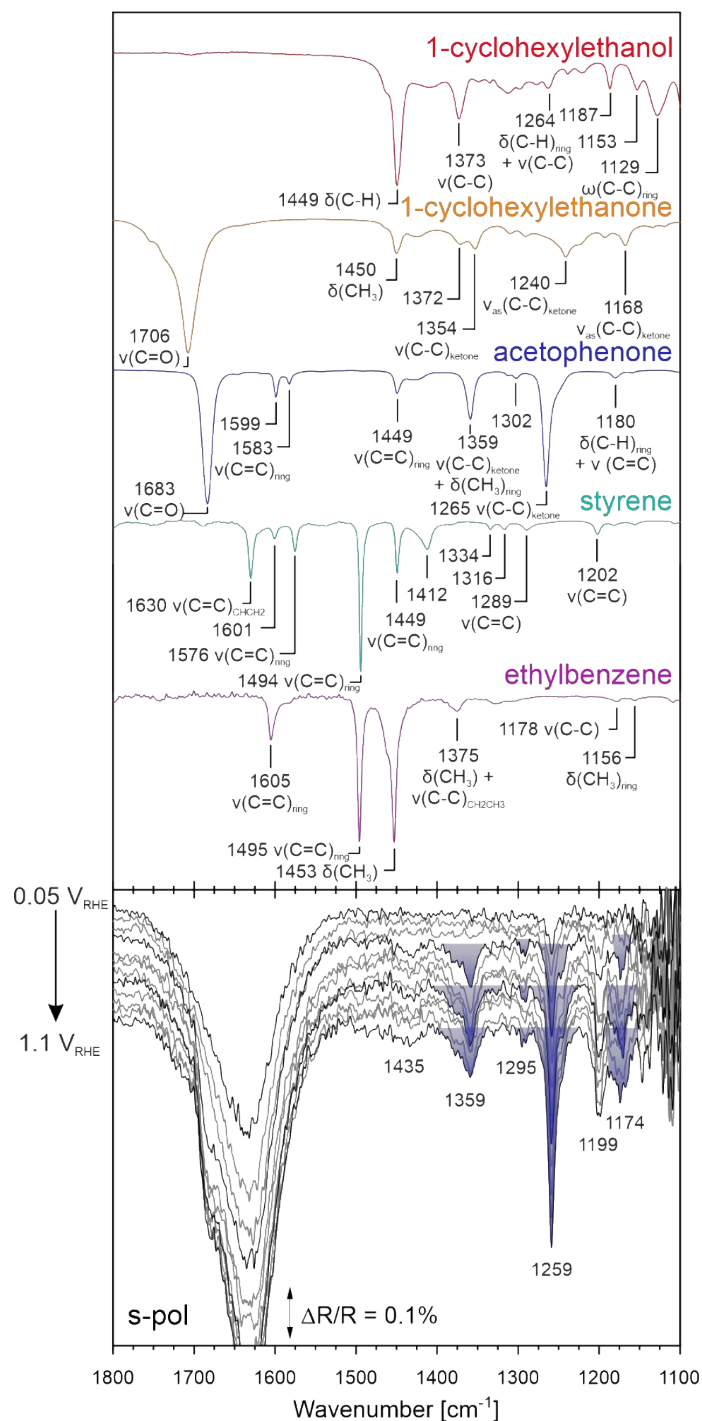 1-cyclohexylethanol
1449 δ(C-H)
1373
ν(C-C)
1264
δ(C-H)ring
+ ν(C-C)
1187
1153
1129
ω(C-C)ring
1-cyclohexylethanone
1706
ν(C=O)
1450
δ(CH3)
1372
1354
ν(C-C)ketone
1240
νas(C-C)ketone
1168
νas(C-C)ketone
acetophenone
1683
ν(C=O)
1599
1583
ν(C=C)ring
1449
ν(C=C)ring
1359
ν(C-C)ketone
+ δ(CH3)ring
1302
1265 ν(C-C)ketone
1180
δ(C-H)ring
+ ν (C=C)
styrene
1630 ν(C=C)CHCH2
1601
1576 ν(C=C)ring
1494 ν(C=C)ring
1449
ν(C=C)ring
1412
1334
1316
1289
ν(C=C)
1202
ν(C=C)
ethylbenzene
1605
ν(C=C)ring
1495 ν(C=C)ring
1453 δ(CH3)
1375
δ(CH3) +
ν(C-C)CH2CH3
1178 ν(C-C)
1156
δ(CH3)ring
0.05 VRHE
1.1 VRHE
1435
1359
1295
1259
1199
1174
s-pol
ΔR/R = 0.1%
1800 1700 1600 1500 1400 1300 1200 1100
Wavenumber [cm-1]